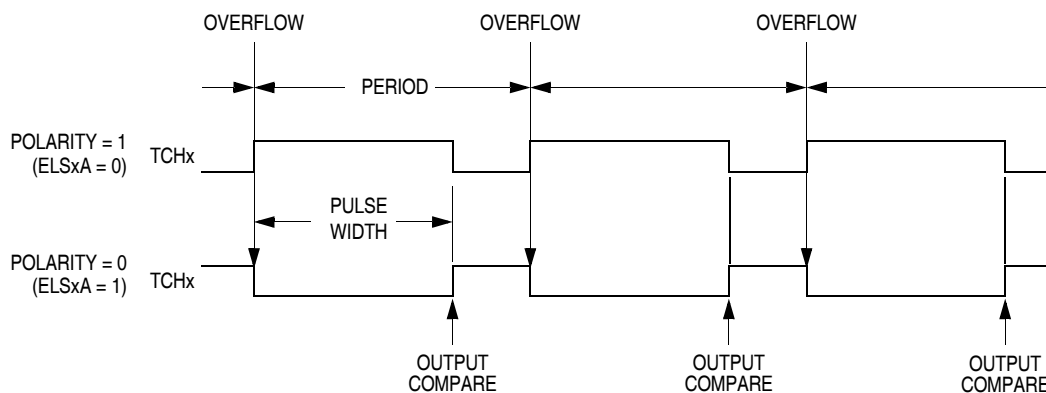 OVERFLOW OVERFLOW OVERFLOW
PERIOD
POLARITY = 1
(ELSxA = 0)
TCHx
PULSE
WIDTH
POLARITY = 0
(ELSxA = 1)
TCHx
OUTPUT
COMPARE
OUTPUT
COMPARE
OUTPUT
COMPARE